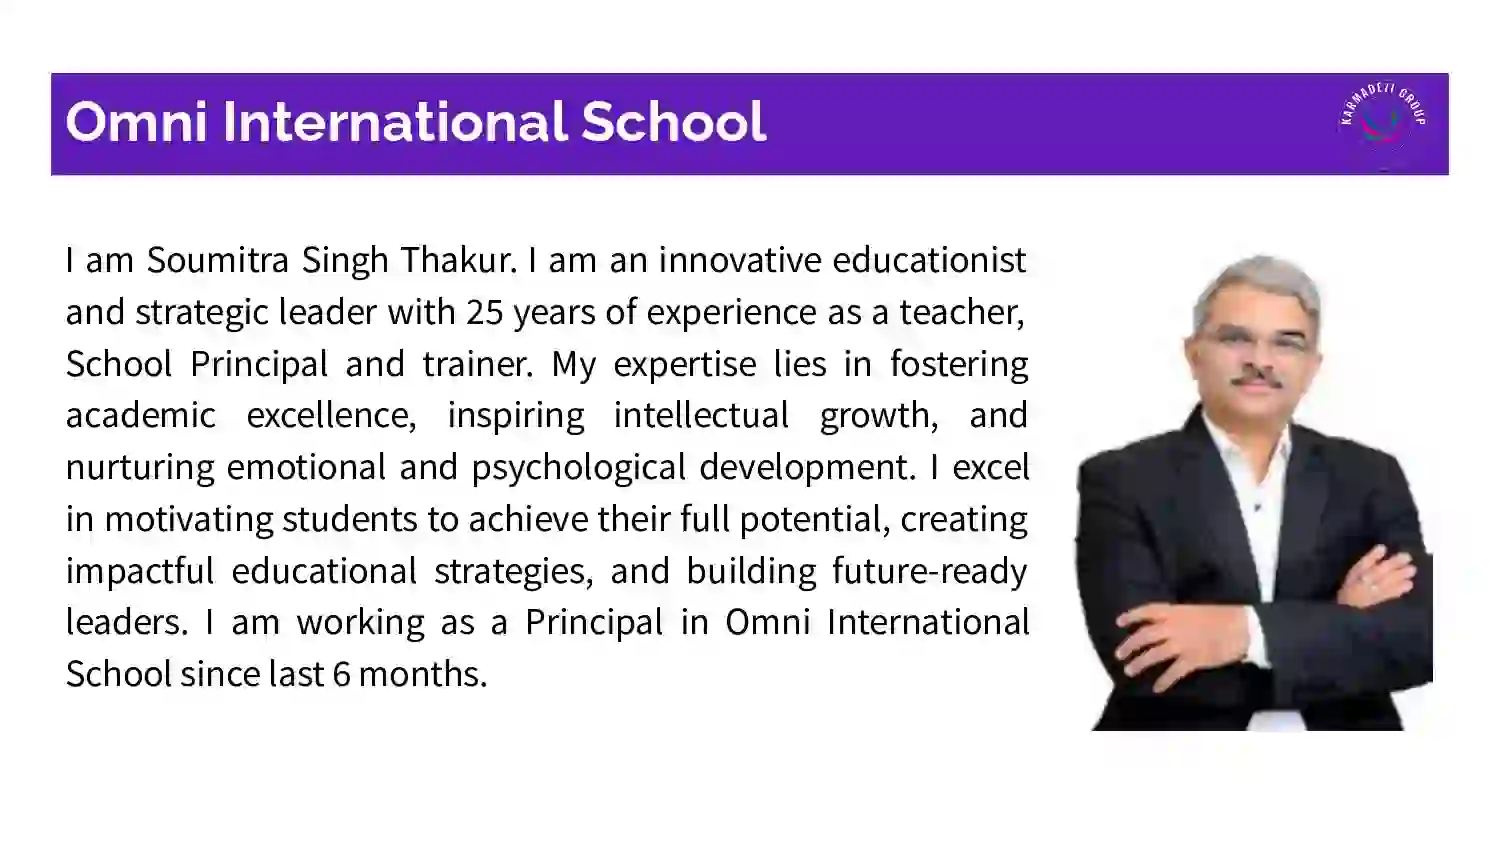 Omni International School
KARMADEZI GROUP
I am Soumitra Singh Thakur. I am an innovative educationist
and strategic leader with 25 years of experience as a teacher,
School Principal and trainer. My expertise lies in fostering
academic excellence, inspiring intellectual growth, and
nurturing emotional and psychological development. I excel
in motivating students to achieve their full potential, creating
impactful educational strategies, and building future-ready
leaders. I am working as a Principal in Omni International
School since last 6 months.